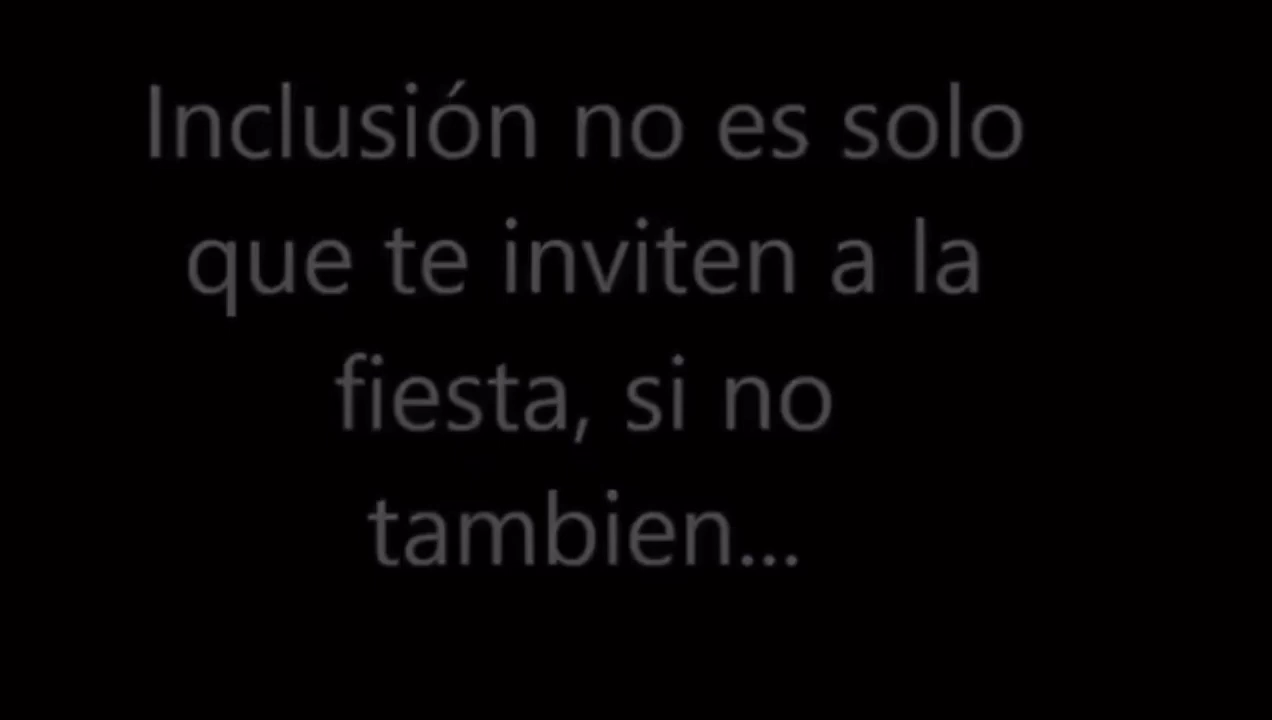 Inclusión no es solo
que te inviten a la
fiesta, si no
tambien...